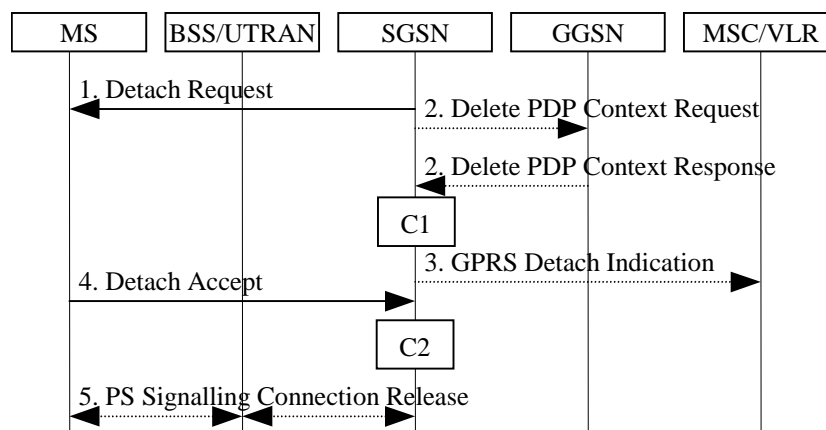 MS
BSS/UTRAN
SGSN
GGSN
MSC/VLR
1. Detach Request
2. Delete PDP Context Request
2. Delete PDP Context Response
C1
3. GPRS Detach Indication
4. Detach Accept
C2
5. PS Signalling Connection Release